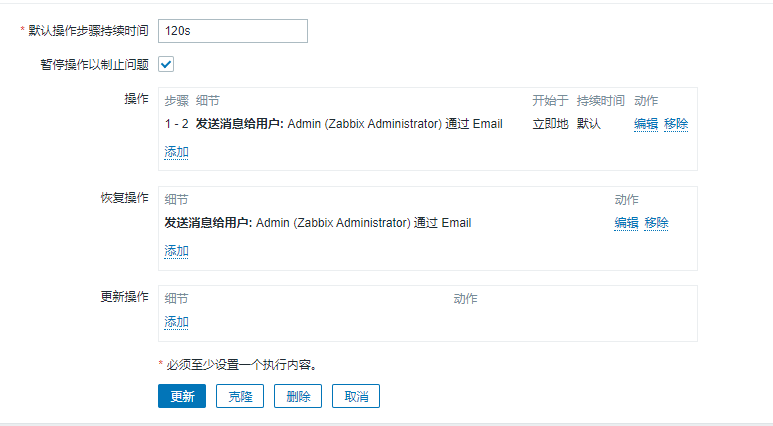 * 默认操作步骤持续时间 120s
暂停操作以制止问题
操作 步骤 细节 开始于 持续时间 动作
1 - 2 发送消息给用户: Admin (Zabbix Administrator) 通过 Email 立即地 默认 编辑 移除
添加
恢复操作 细节 动作
发送消息给用户: Admin (Zabbix Administrator) 通过 Email 编辑 移除
添加
更新操作 细节 动作
添加
* 必须至少设置一个执行内容。
更新 克隆 删除 取消